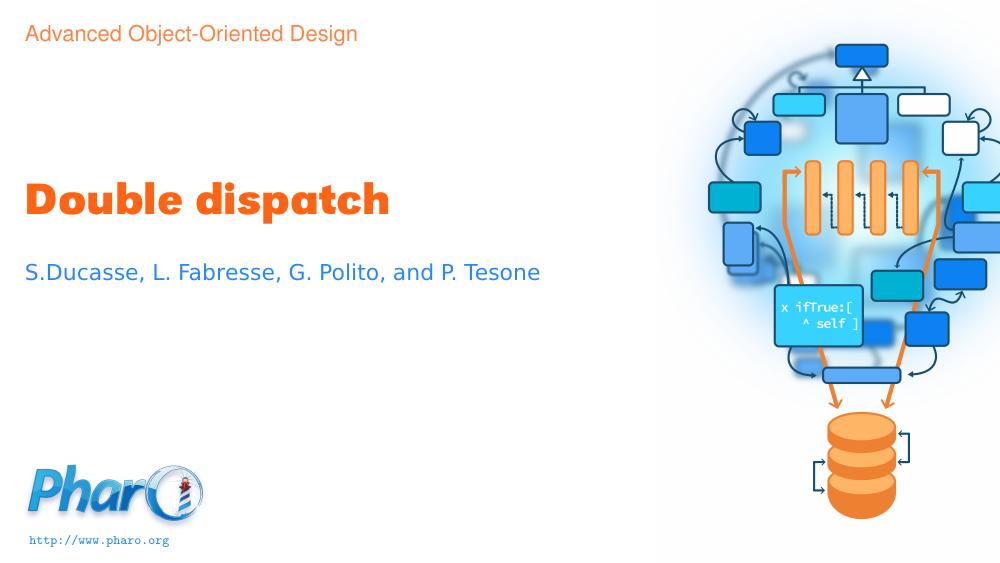 Advanced Object-Oriented Design
Double dispatch
S.Ducasse, L. Fabresse, G. Polito, and P. Tesone
x ifTrue:[
^ self ]
Pharo
http://www.pharo.org